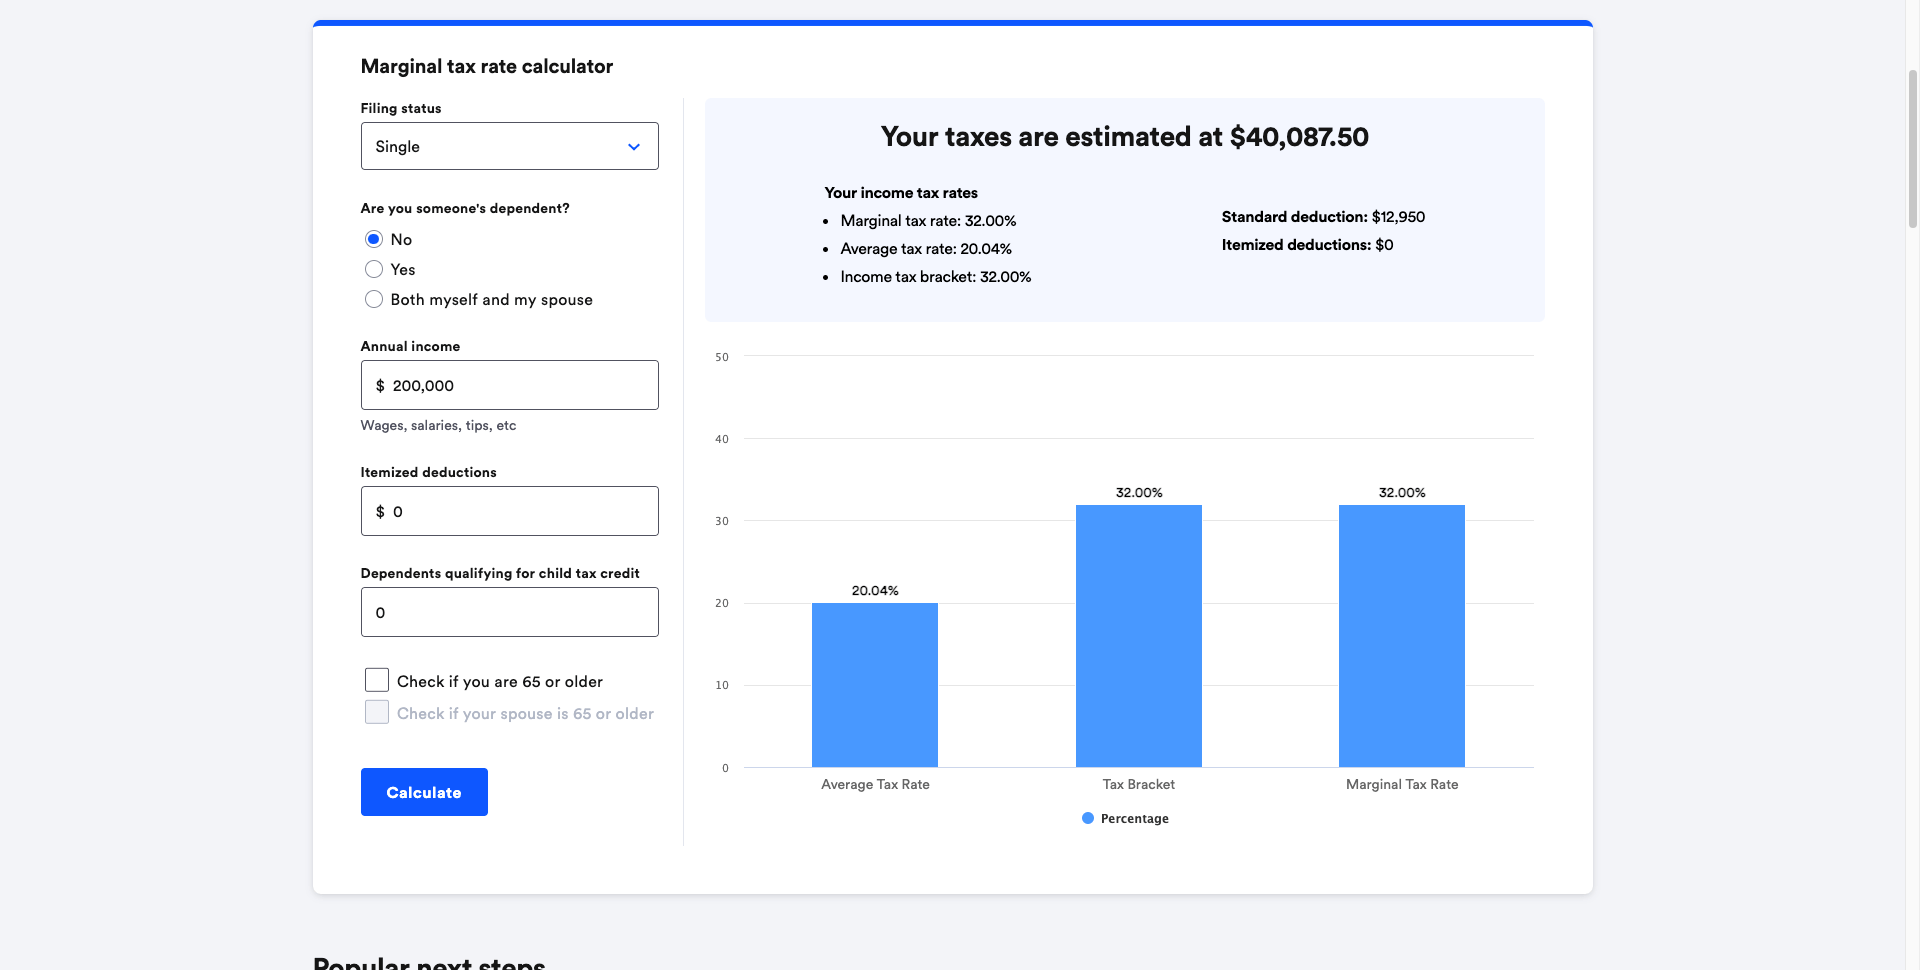 Marginal tax rate calculator
Filing status
Single
Are you someone's dependent?
No
Yes
Both myself and my spouse
Annual income
$ 200,000
Wages, salaries, tips, etc
Itemized deductions
$ 0
Dependents qualifying for child tax credit
0
Check if you are 65 or older
Check if your spouse is 65 or older
Calculate
Your taxes are estimated at $40,087.50
Your income tax rates
Marginal tax rate: 32.00%
Average tax rate: 20.04%
Income tax bracket: 32.00%
Standard deduction: $12,950
Itemized deductions: $0
50
40
30
20
10
0
20.04%
32.00%
32.00%
Average Tax Rate
Tax Bracket
Marginal Tax Rate
Percentage
Popular next steps